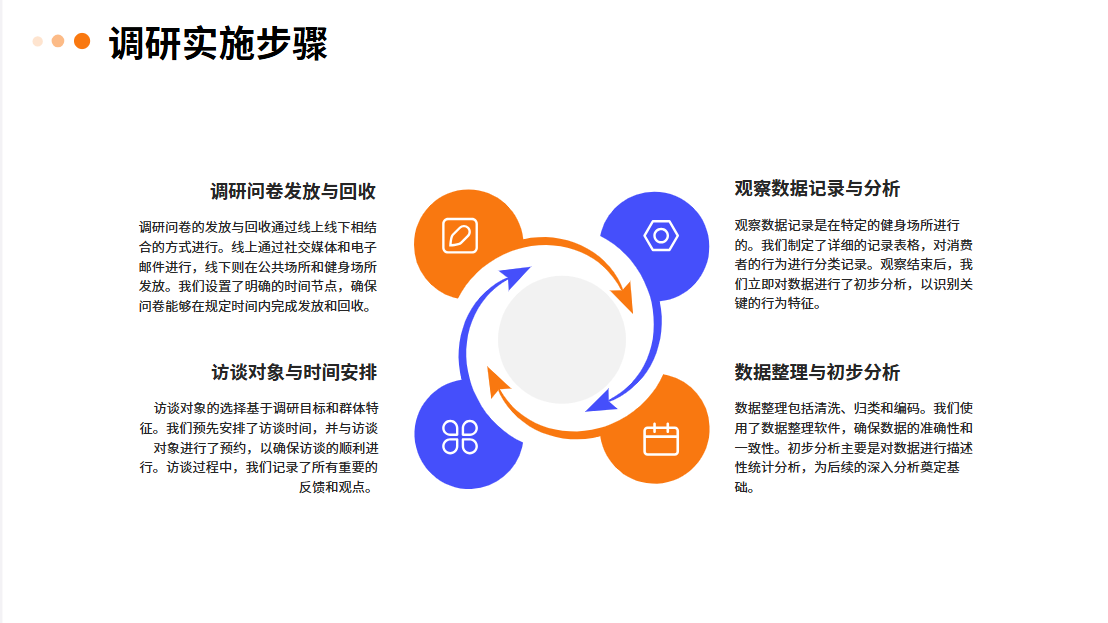 调研实施步骤
调研问卷发放与回收
调研问卷的发放与回收通过线上线下相结
合的方式进行。线上通过社交媒体和电子
邮件进行，线下则在公共场所和健身场所
发放。我们设置了明确的时间节点，确保
问卷能够在规定时间内完成发放和回收。
观察数据记录与分析
观察数据记录是在特定的健身场所进行
的。我们制定了详细的记录表格，对消费
者的行为进行分类记录。观察结束后，我
们立即对数据进行了初步分析，以识别关
键的行为特征。
访谈对象与时间安排
访谈对象的选择基于调研目标和群体特
征。我们预先安排了访谈时间，并与访谈
对象进行了预约，以确保访谈的顺利进
行。访谈过程中，我们记录了所有重要的
反馈和观点。
数据整理与初步分析
数据整理包括清洗、归类和编码。我们使
用了数据整理软件，确保数据的准确性和
一致性。初步分析主要是对数据进行描述
性统计分析，为后续的深入分析奠定基
础。